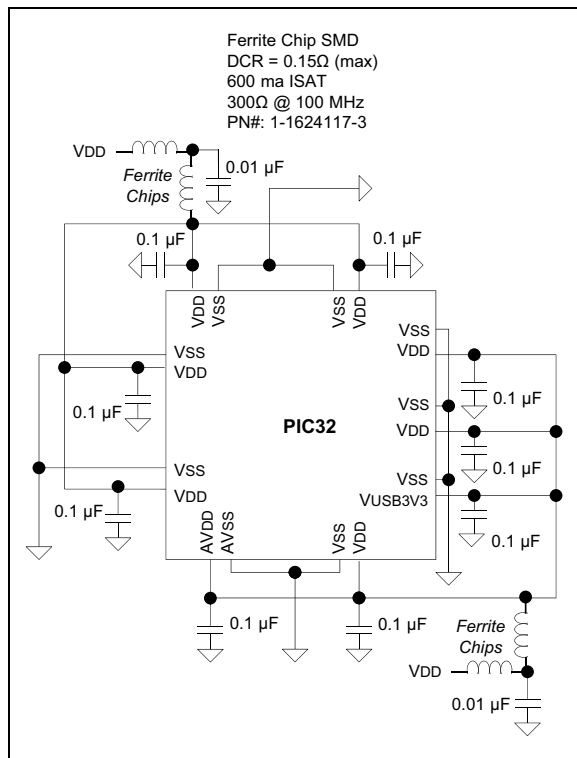 Ferrite Chip SMD
DCR = 0.15Ω (max)
600 ma ISAT
300Ω @ 100 MHz
PN#: 1-1624117-3
VDD
0.01 µF
Ferrite
Chips
0.1 µF
0.1 µF
VDD
VSS
VSS
VDD
VSS
VDD
0.1 µF
VSS
VDD
0.1 µF
PIC32
VSS
VDD
0.1 µF
VSS
VDD
0.1 µF
VSS
VUSB3V3
0.1 µF
AVDD
AVSS
VSS
VDD
0.1 µF
0.1 µF
Ferrite
Chips
VDD
0.01 µF